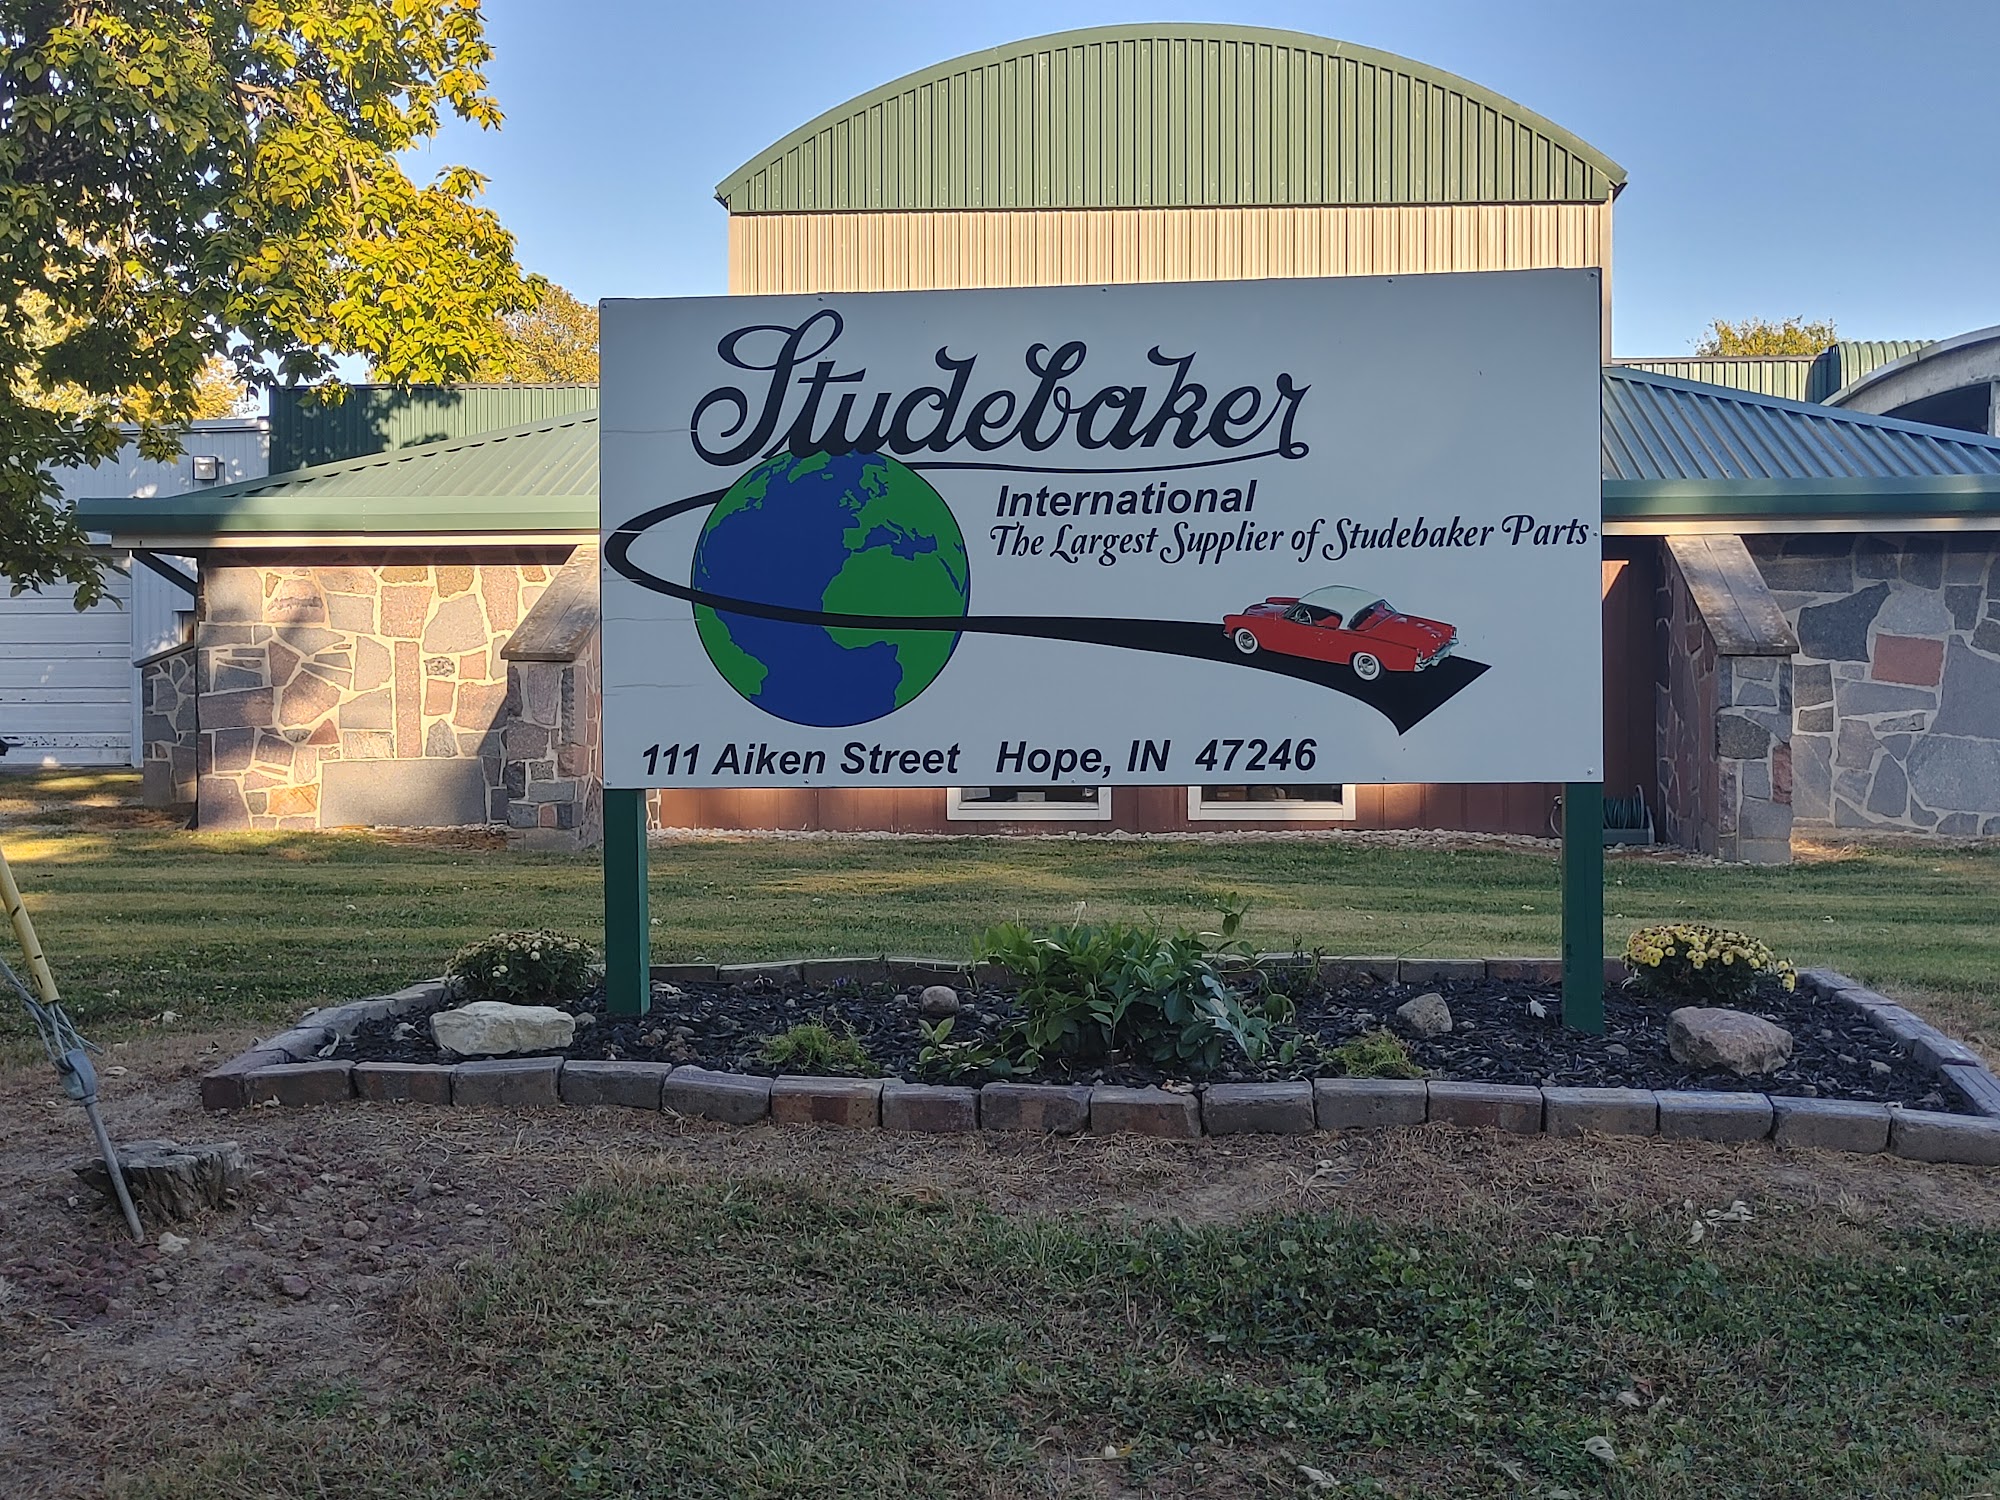 Studebaker
International
The Largest Supplier of Studebaker Parts
111 Aiken Street Hope, IN 47246